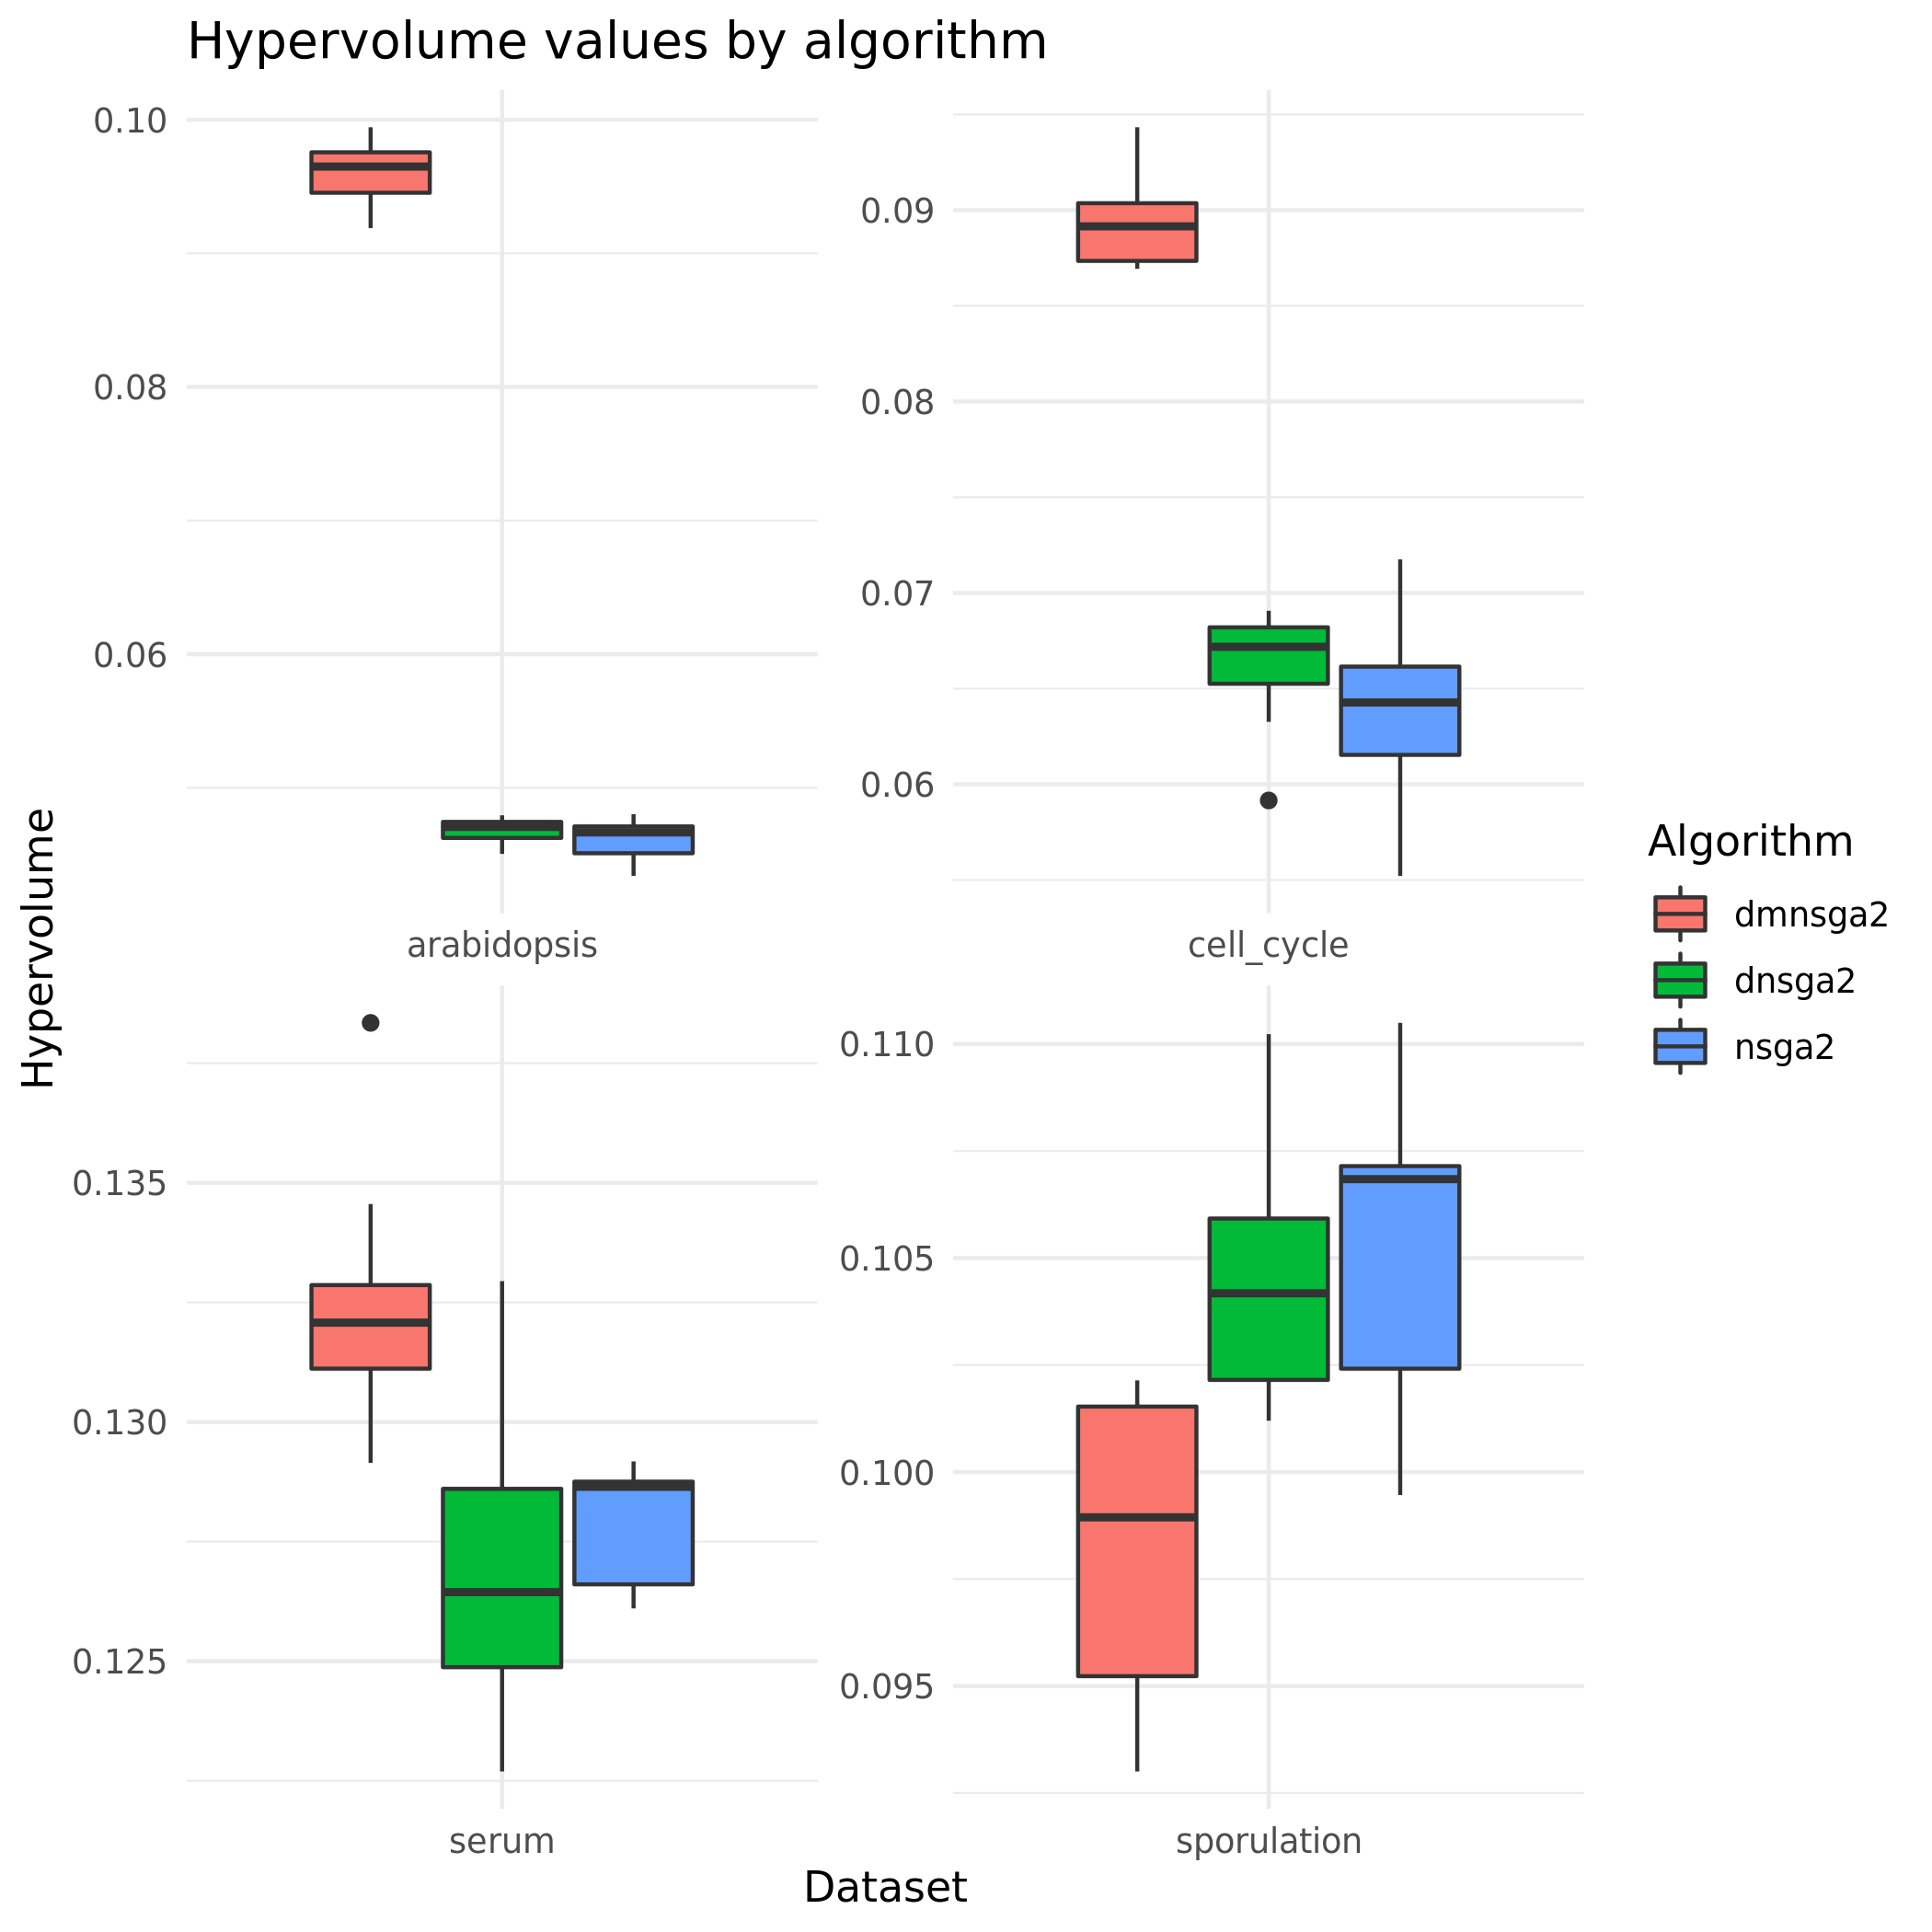 Hypervolume values by algorithm
Hypervolume
0.10
0.08
0.06
arabidopsis
0.09
0.08
0.07
0.06
cell_cycle
0.135
0.130
0.125
serum
0.110
0.105
0.100
0.095
sporulation
Dataset
Algorithm
dmnsga2
dnsga2
nsga2